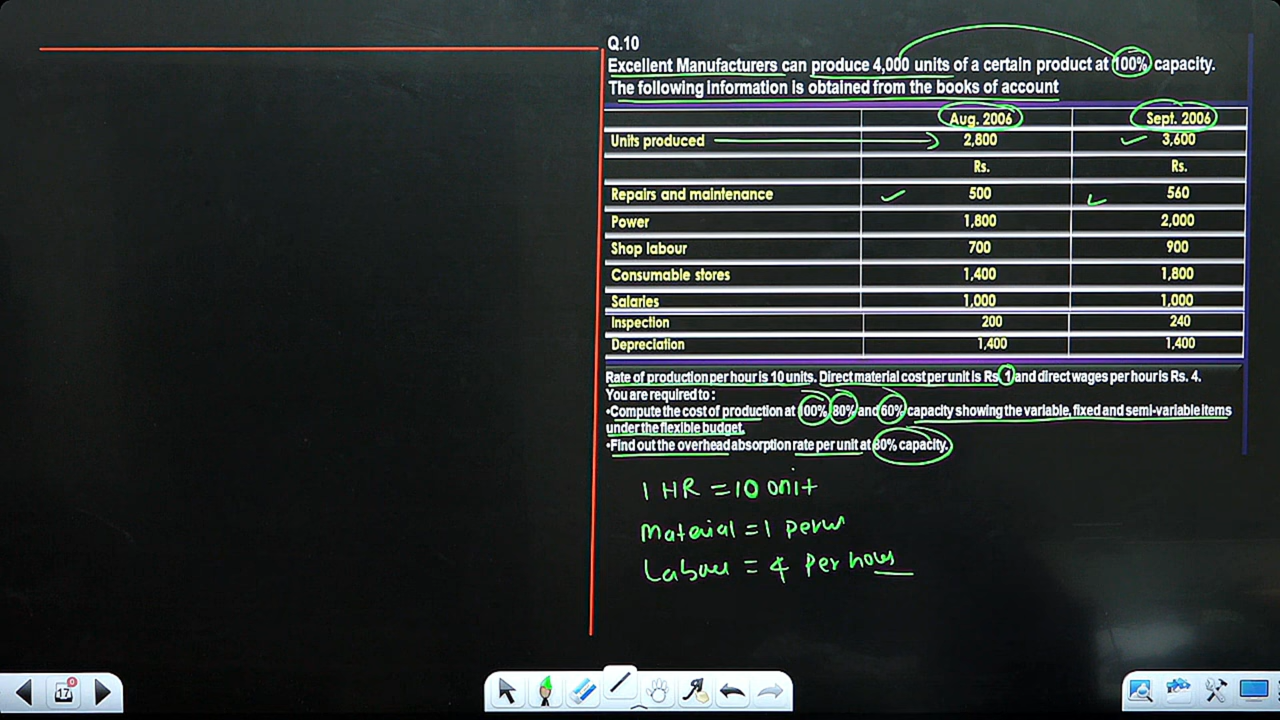 Q.10
Excellent Manufacturers can produce 4,000 units of a certain product at 100% capacity.
The following information is obtained from the books of account
Aug. 2006 Sept. 2006
Units produced 2,800 3,600
Rs. Rs.
Repairs and maintenance 500 560
Power 1,800 2,000
Shop labour 700 900
Consumable stores 1,400 1,800
Salaries 1,000 1,000
Inspection 200 240
Depreciation 1,400 1,400
Rate of production per hour is 10 units. Direct material cost per unit is Rs. 1 and direct wages per hour is Rs. 4.
You are required to :
•Compute the cost of production at 100% 80% and 60% capacity showing the variable, fixed and semi-variable items
under the flexible budget.
•Find out the overhead absorption rate per unit at 80% capacity.
1 HR = 10 unit
Material = 1 per
Labour = 4 Per hour
17
0